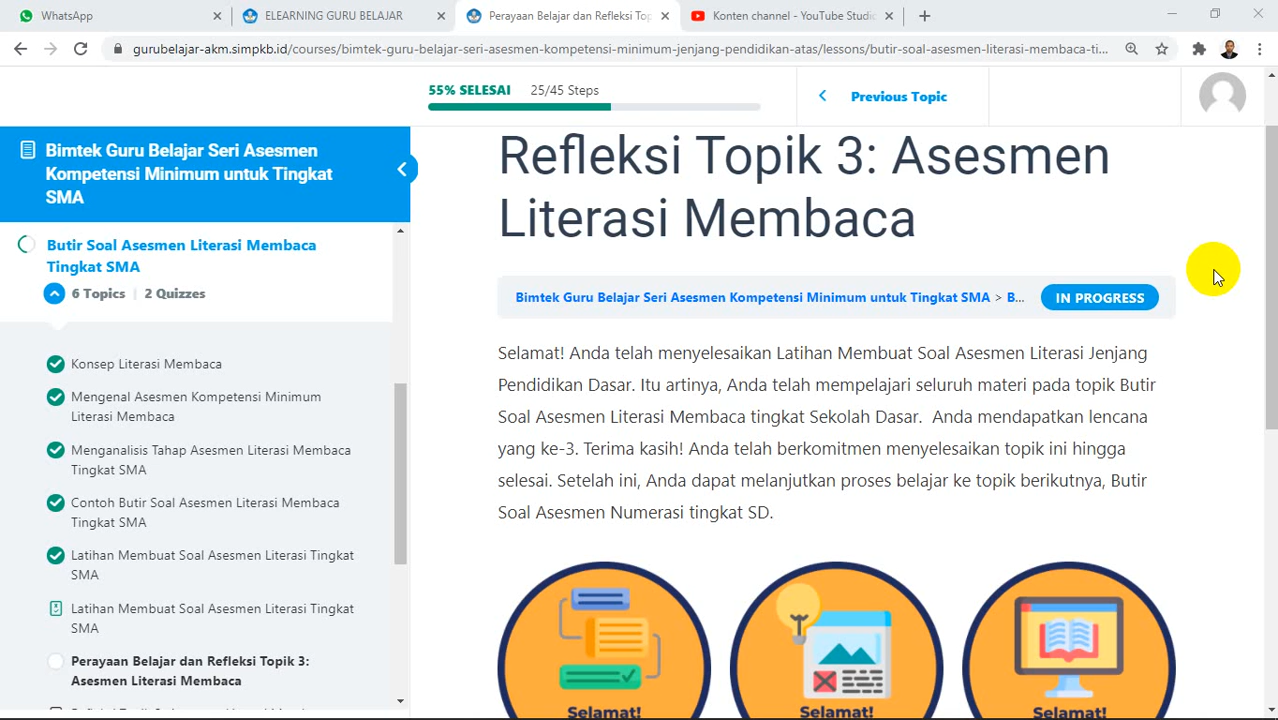 WhatsApp
ELEARNING GURU BELAJAR
Perayaan Belajar dan Refleksi Top
Konten channel - YouTube Studio
gurubelajar-akm.simpkb.id/courses/bimtek-guru-belajar-seri-asesmen-kompetensi-minimum-jenjang-pendidikan-atas/lessons/butir-soal-asesmen-literasi-membaca-ti...
55% SELESAI 25/45 Steps
Previous Topic
Bimtek Guru Belajar Seri Asesmen
Kompetensi Minimum untuk Tingkat
SMA
Butir Soal Asesmen Literasi Membaca
Tingkat SMA
6 Topics | 2 Quizzes
Konsep Literasi Membaca
Mengenal Asesmen Kompetensi Minimum
Literasi Membaca
Menganalisis Tahap Asesmen Literasi Membaca
Tingkat SMA
Contoh Butir Soal Asesmen Literasi Membaca
Tingkat SMA
Latihan Membuat Soal Asesmen Literasi Tingkat
SMA
Latihan Membuat Soal Asesmen Literasi Tingkat
SMA
Perayaan Belajar dan Refleksi Topik 3:
Asesmen Literasi Membaca
Refleksi Topik 3: Asesmen
Literasi Membaca
Bimtek Guru Belajar Seri Asesmen Kompetensi Minimum untuk Tingkat SMA > B...
IN PROGRESS
Selamat! Anda telah menyelesaikan Latihan Membuat Soal Asesmen Literasi Jenjang
Pendidikan Dasar. Itu artinya, Anda telah mempelajari seluruh materi pada topik Butir
Soal Asesmen Literasi Membaca tingkat Sekolah Dasar. Anda mendapatkan lencana
yang ke-3. Terima kasih! Anda telah berkomitmen menyelesaikan topik ini hingga
selesai. Setelah ini, Anda dapat melanjutkan proses belajar ke topik berikutnya, Butir
Soal Asesmen Numerasi tingkat SD.
Selamat!
Selamat!
Selamat!